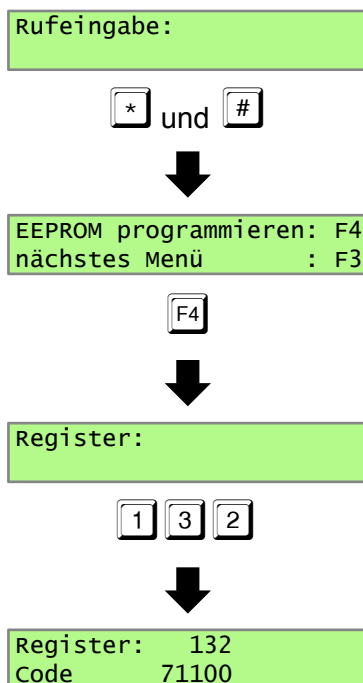 Rufeingabe:
* und #
EEPROM programmieren: F4
nächstes Menü : F3
F4
Register:
1 3 2
Register: 132
Code 71100